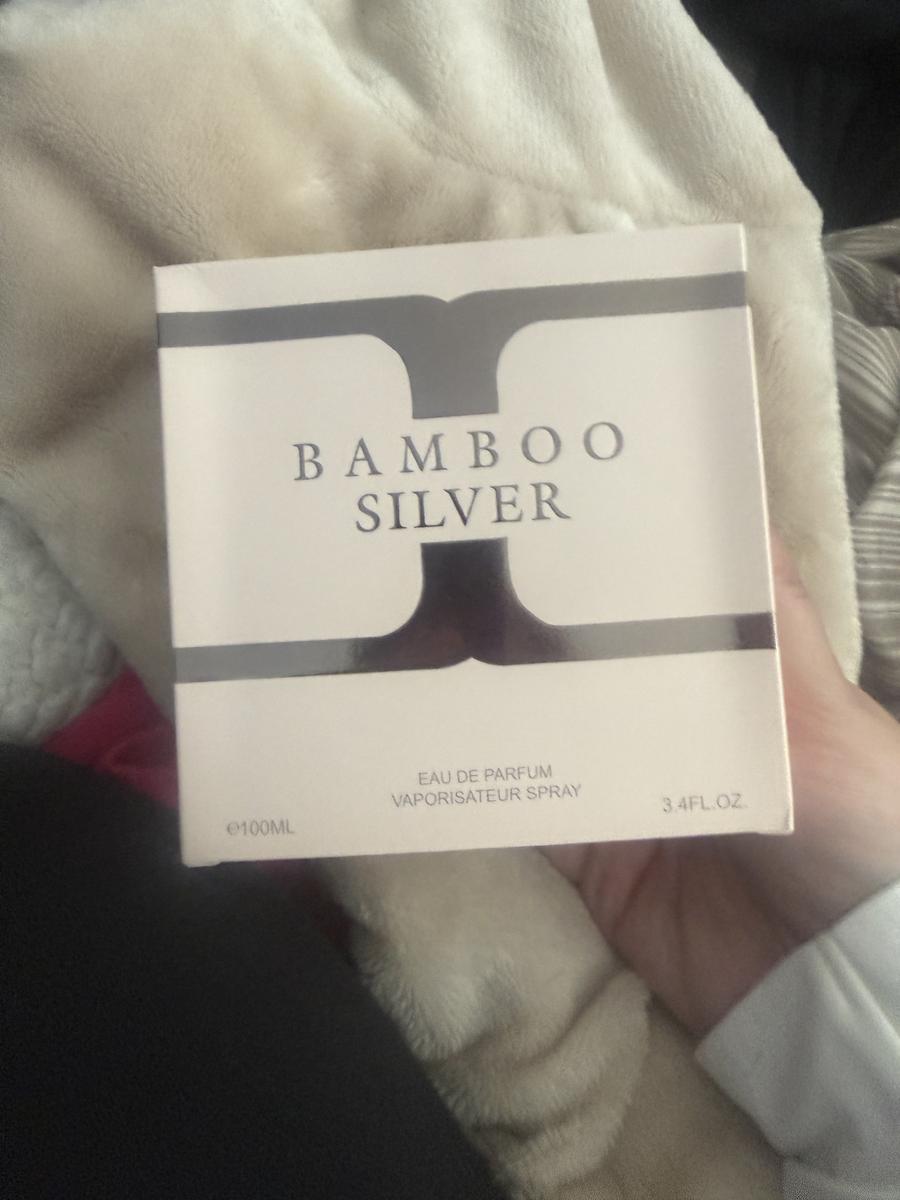 BAMBOO
SILVER
EAU DE PARFUM
VAPORISATEUR SPRAY
℮100ML
3.4FL.OZ.